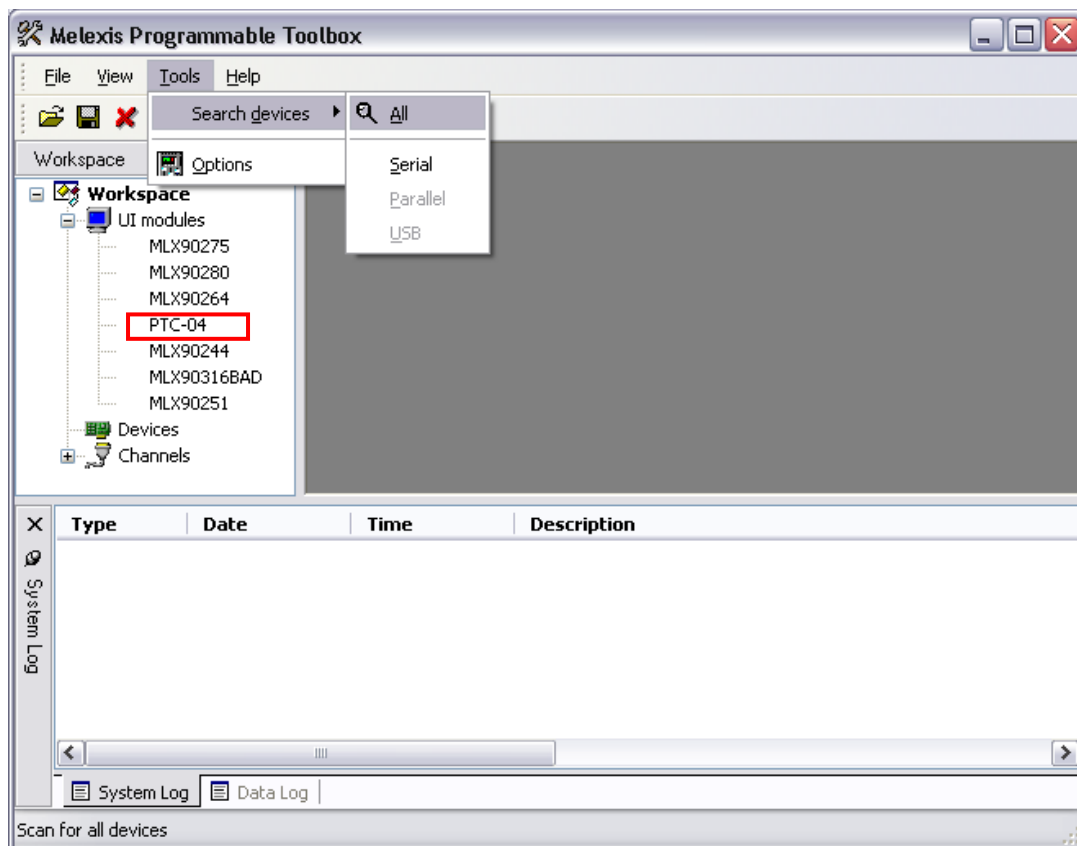 Melexis Programmable Toolbox
File View Tools Help
Search devices
All
Serial
Parallel
USB
Options
Workspace
Workspace
UI modules
MLX90275
MLX90280
MLX90264
PTC-04
MLX90244
MLX90316BAD
MLX90251
Devices
Channels
Type Date Time Description
System Log
System Log Data Log
Scan for all devices